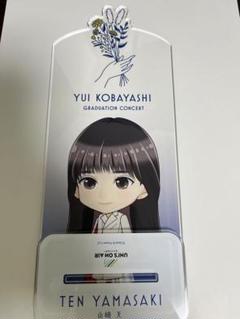 YUI KOBAYASHI
GRADUATION CONCERT
UNI'S ON AIR
TEN YAMASAKI
山﨑 天